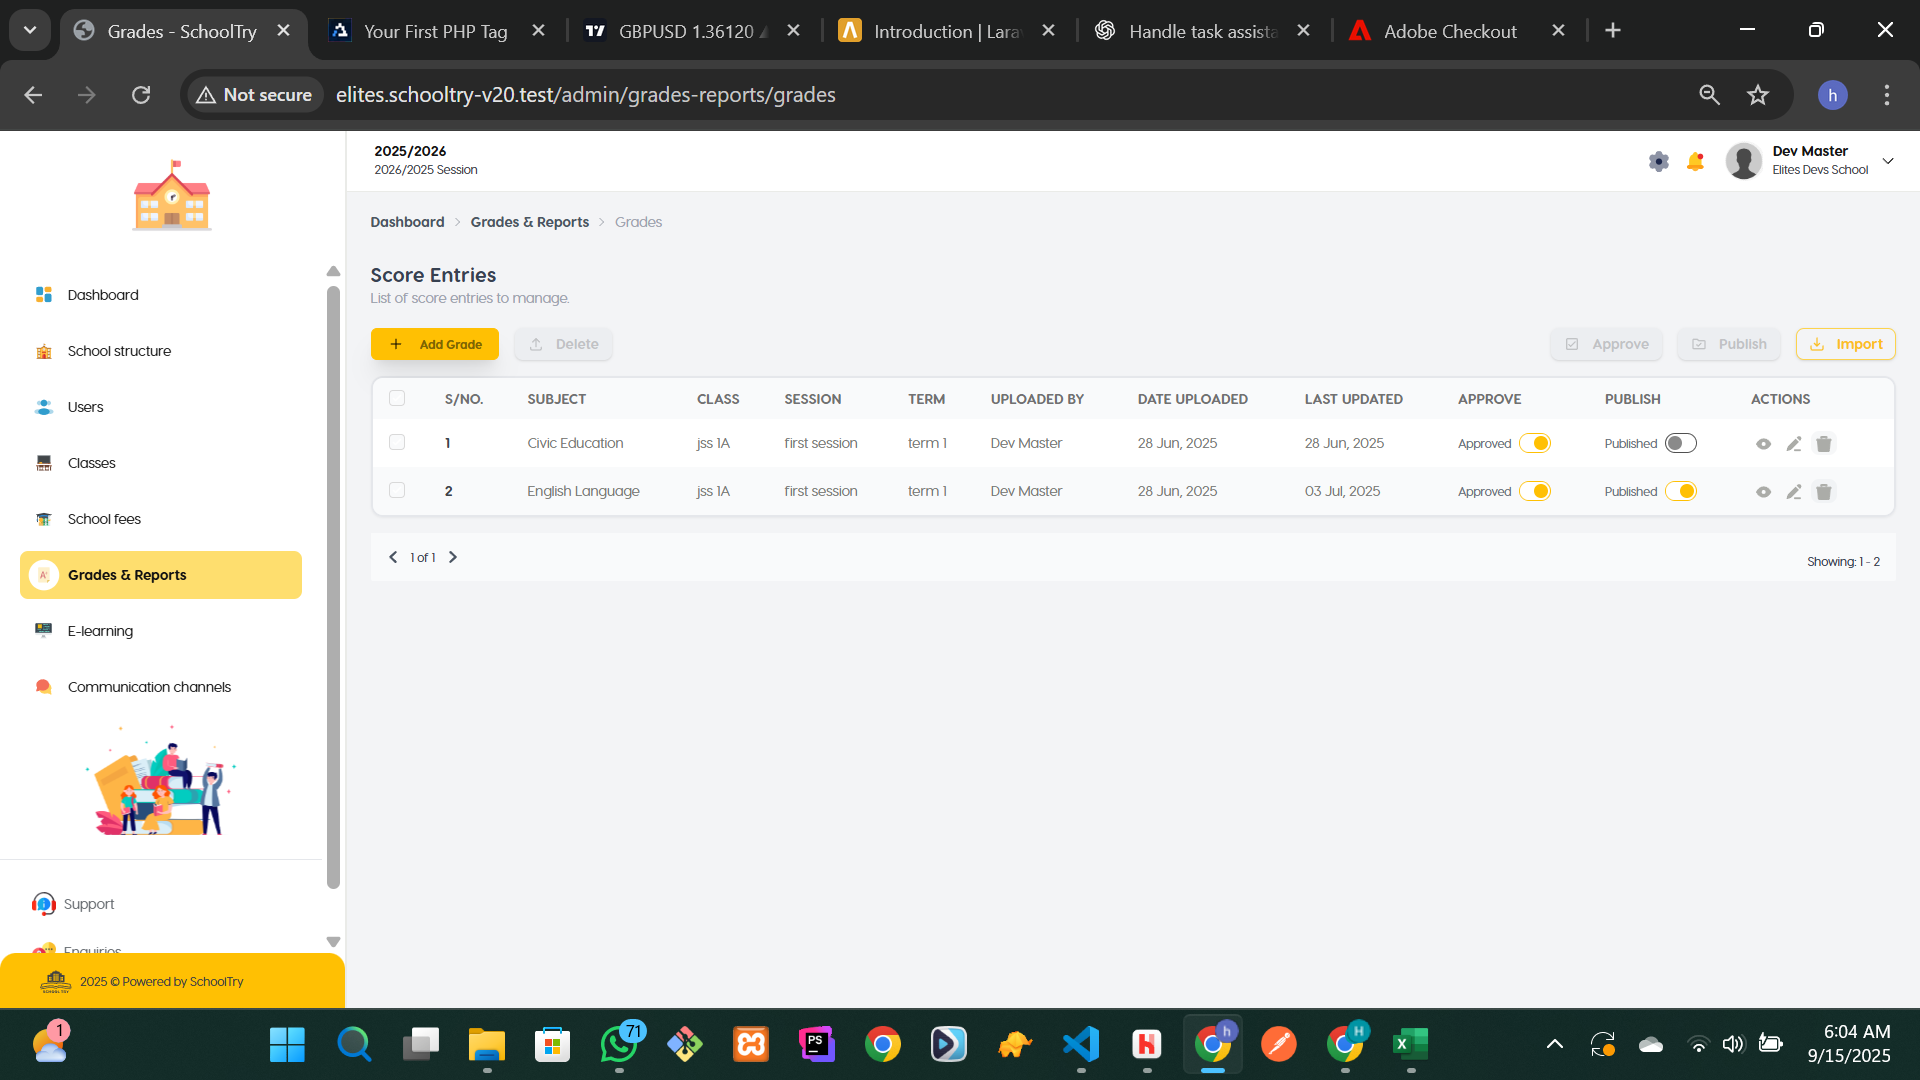 Grades - SchoolTry
Your First PHP Tag
GBPUSD 1.36120
Introduction | Lara
Handle task assista
Adobe Checkout
Not secure
elites.schooltry-v20.test/admin/grades-reports/grades
h
2025/2026
2026/2025 Session
Dev Master
Elites Devs School
Dashboard
School structure
Users
Classes
School fees
Grades & Reports
E-learning
Communication channels
Support
Enquiries
2025 © Powered by SchoolTry
Dashboard > Grades & Reports > Grades
Score Entries
List of score entries to manage.
+ Add Grade
Delete
Approve
Publish
Import
S/NO. SUBJECT CLASS SESSION TERM UPLOADED BY DATE UPLOADED LAST UPDATED APPROVE PUBLISH ACTIONS
1 Civic Education jss 1A first session term 1 Dev Master 28 Jun, 2025 28 Jun, 2025 Approved Published
2 English Language jss 1A first session term 1 Dev Master 28 Jun, 2025 03 Jul, 2025 Approved Published
1 of 1
Showing: 1 - 2
1
71
PS
h
H
6:04 AM
9/15/2025